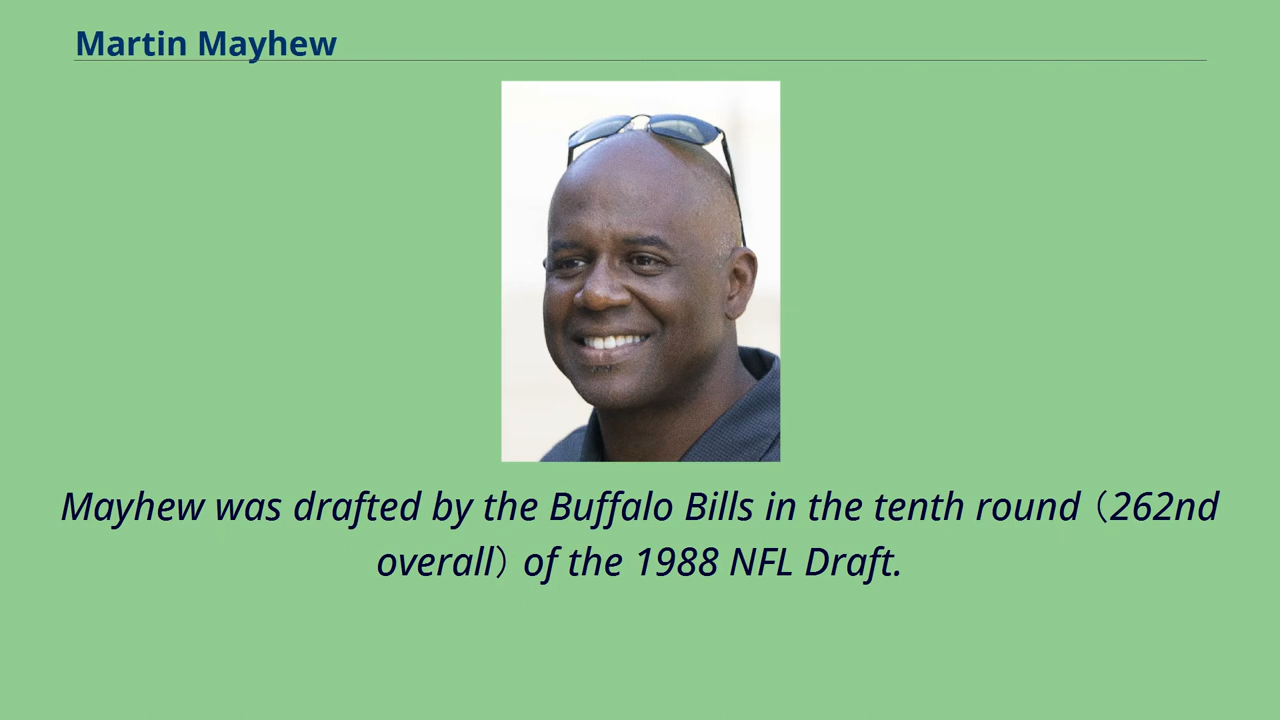 Martin Mayhew
Mayhew was drafted by the Buffalo Bills in the tenth round（262nd
overall）of the 1988 NFL Draft.